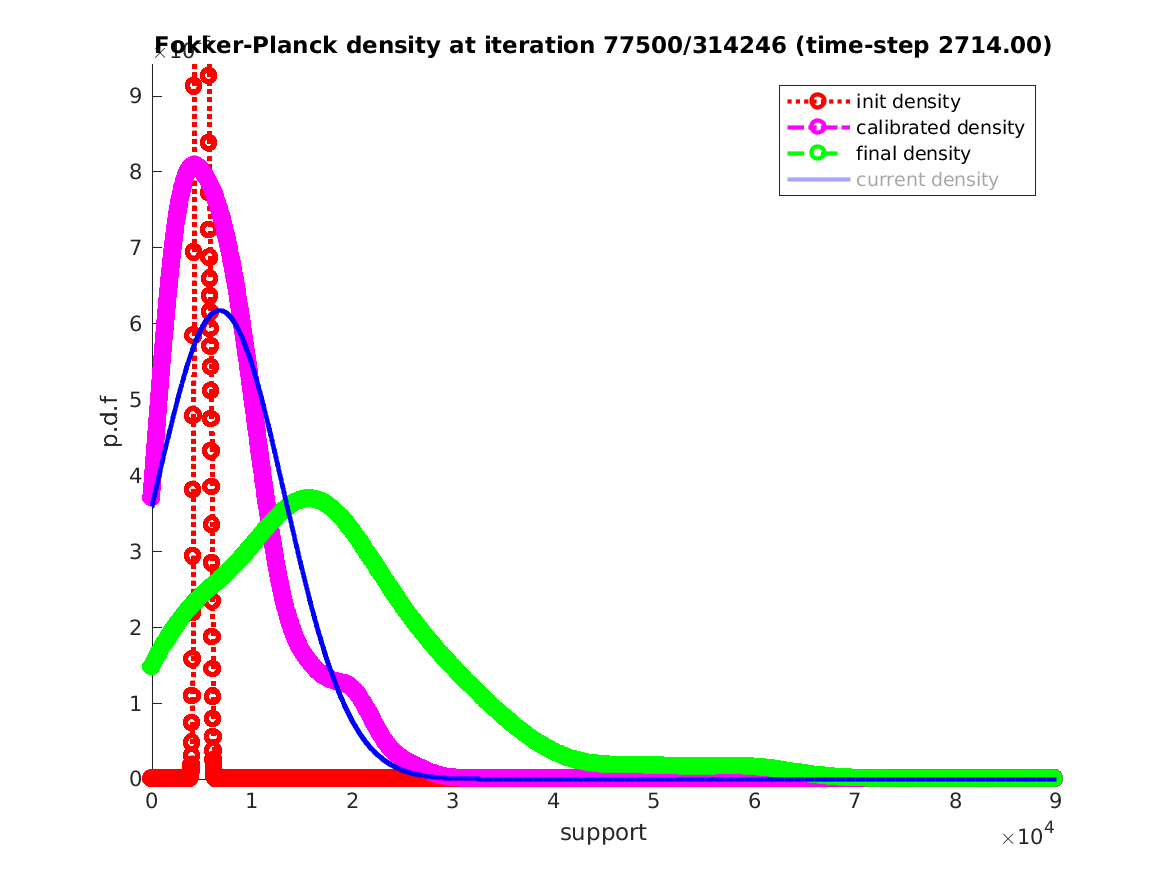 Fokker-Planck density at iteration 77500/314246 (time-step 2714.00)
init density
calibrated density
final density
current density
p.d.f
9
8
7
6
5
4
3
2
1
0
0 1 2 3 4 5 6 7 8 9
support
×10⁴